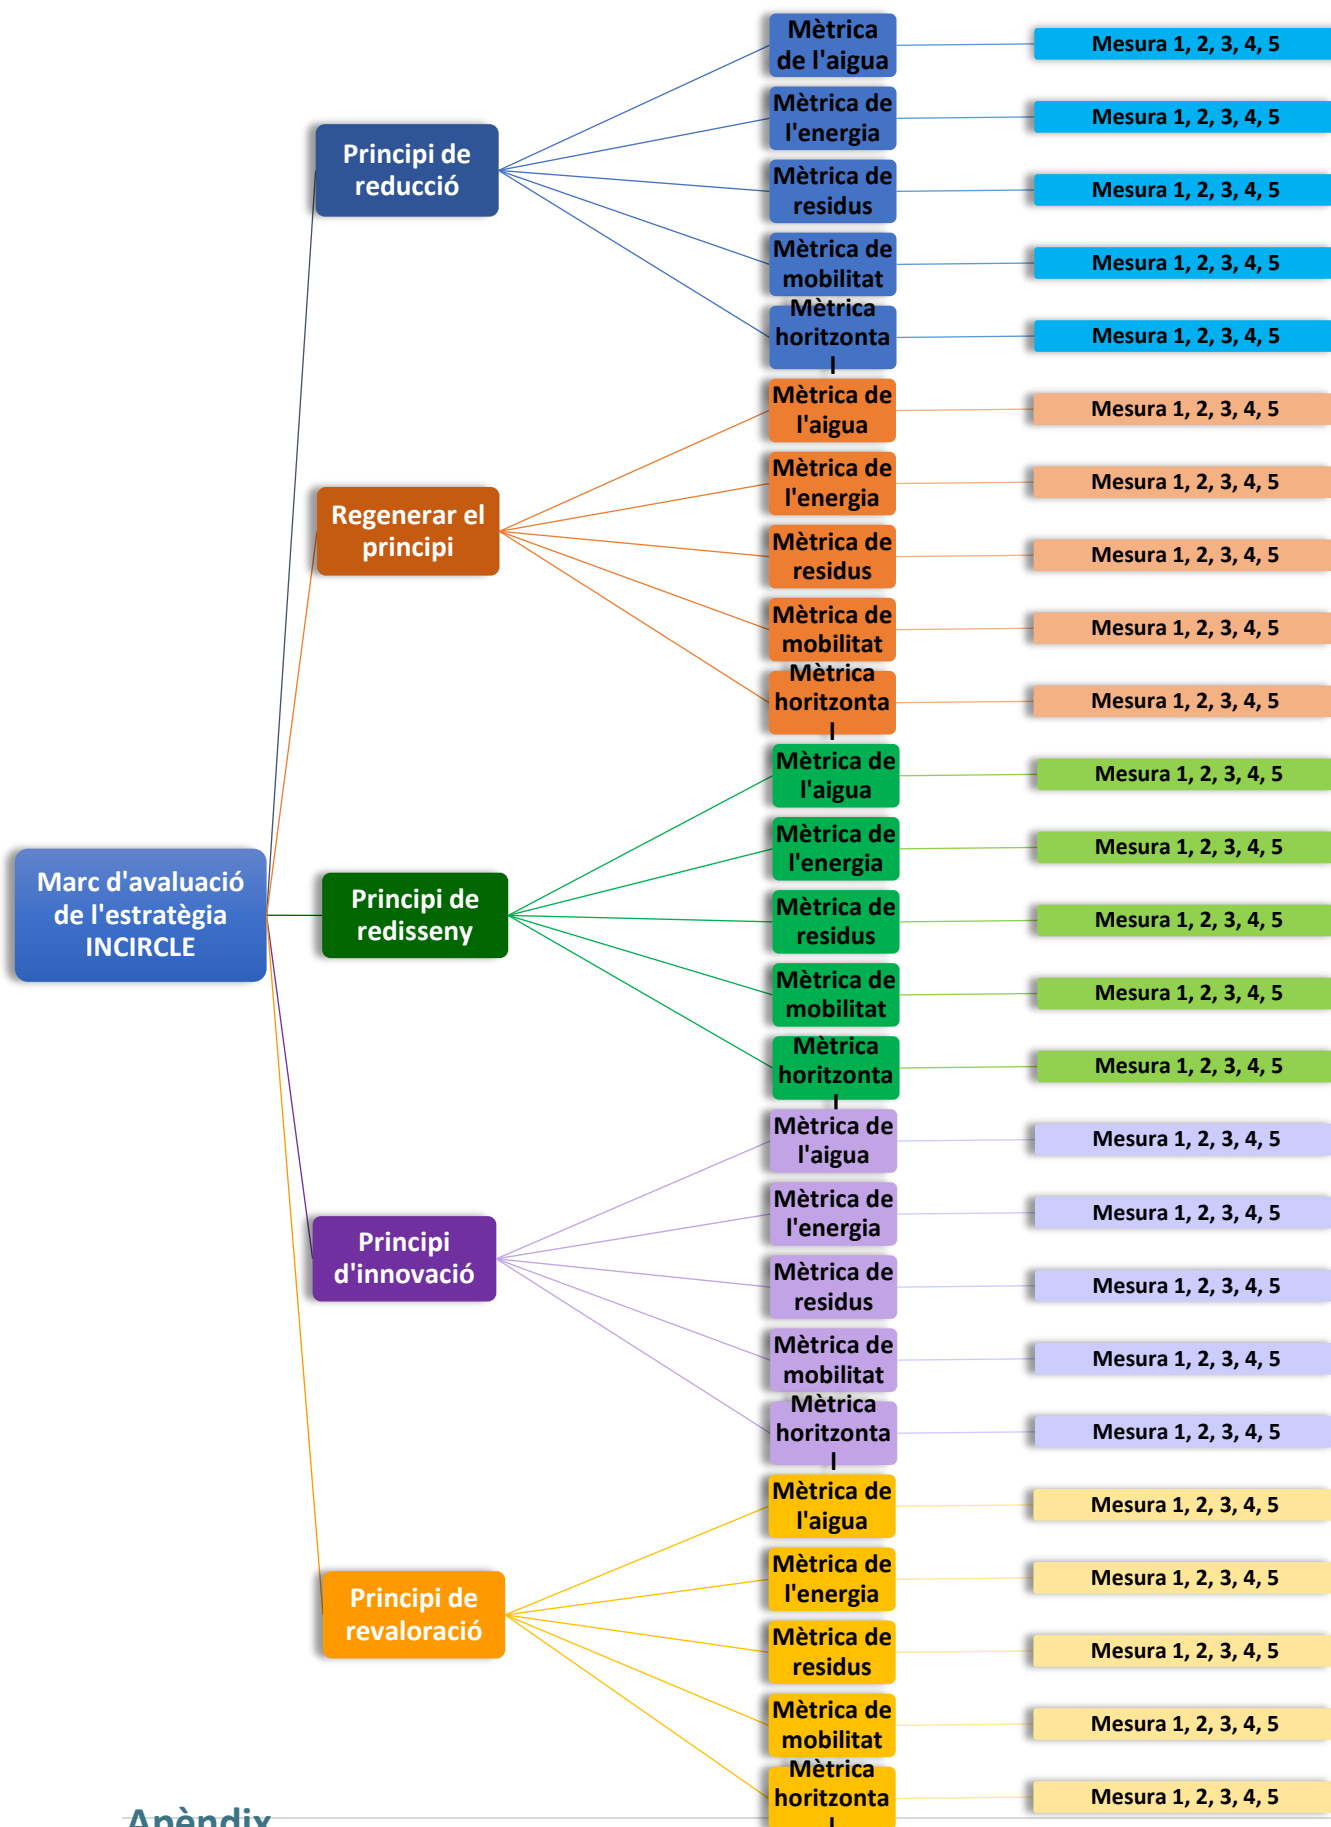 Marc d'avaluació
de l'estratègia
INCIRCLE
Principi de
reducció
Mètrica
de l'aigua
Mesura 1, 2, 3, 4, 5
Mètrica de
l'energia
Mesura 1, 2, 3, 4, 5
Mètrica de
residus
Mesura 1, 2, 3, 4, 5
Mètrica de
mobilitat
Mesura 1, 2, 3, 4, 5
Mètrica
horitzonta
l
Mesura 1, 2, 3, 4, 5
Regenerar el
principi
Mètrica de
l'aigua
Mesura 1, 2, 3, 4, 5
Mètrica de
l'energia
Mesura 1, 2, 3, 4, 5
Mètrica de
residus
Mesura 1, 2, 3, 4, 5
Mètrica de
mobilitat
Mesura 1, 2, 3, 4, 5
Mètrica
horitzonta
l
Mesura 1, 2, 3, 4, 5
Principi de
redisseny
Mètrica de
l'aigua
Mesura 1, 2, 3, 4, 5
Mètrica de
l'energia
Mesura 1, 2, 3, 4, 5
Mètrica de
residus
Mesura 1, 2, 3, 4, 5
Mètrica de
mobilitat
Mesura 1, 2, 3, 4, 5
Mètrica
horitzonta
l
Mesura 1, 2, 3, 4, 5
Principi
d'innovació
Mètrica de
l'aigua
Mesura 1, 2, 3, 4, 5
Mètrica de
l'energia
Mesura 1, 2, 3, 4, 5
Mètrica de
residus
Mesura 1, 2, 3, 4, 5
Mètrica de
mobilitat
Mesura 1, 2, 3, 4, 5
Mètrica
horitzonta
l
Mesura 1, 2, 3, 4, 5
Principi de
revaloració
Mètrica de
l'aigua
Mesura 1, 2, 3, 4, 5
Mètrica de
l'energia
Mesura 1, 2, 3, 4, 5
Mètrica de
residus
Mesura 1, 2, 3, 4, 5
Mètrica de
mobilitat
Mesura 1, 2, 3, 4, 5
Mètrica
horitzonta
l
Mesura 1, 2, 3, 4, 5
Apèndix